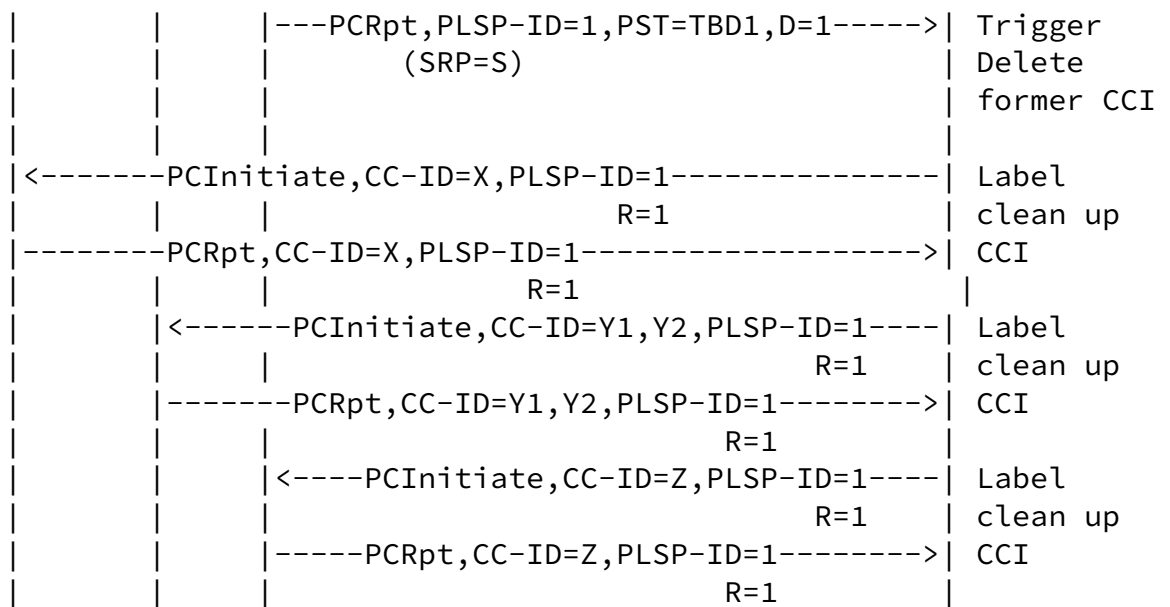 |       |     |---PCRpt,PLSP-ID=1,PST=TBD1,D=1----->| Trigger
|       |     |       (SRP=S)                       | Delete
|       |     |                                     | former CCI
|       |     |                                     |
|<-------PCInitiate,CC-ID=X,PLSP-ID=1---------------| Label
|       |     |                   R=1               | clean up
|--------PCRpt,CC-ID=X,PLSP-ID=1------------------->| CCI
|       |     |              R=1                     |
|       |<------PCInitiate,CC-ID=Y1,Y2,PLSP-ID=1----| Label
|       |     |                              R=1    | clean up
|       |-------PCRpt,CC-ID=Y1,Y2,PLSP-ID=1-------->| CCI
|       |     |                         R=1         |
|       |     |<----PCInitiate,CC-ID=Z,PLSP-ID=1----| Label
|       |     |                              R=1    | clean up
|       |     |-----PCRpt,CC-ID=Z,PLSP-ID=1-------->| CCI
|       |     |                         R=1         |